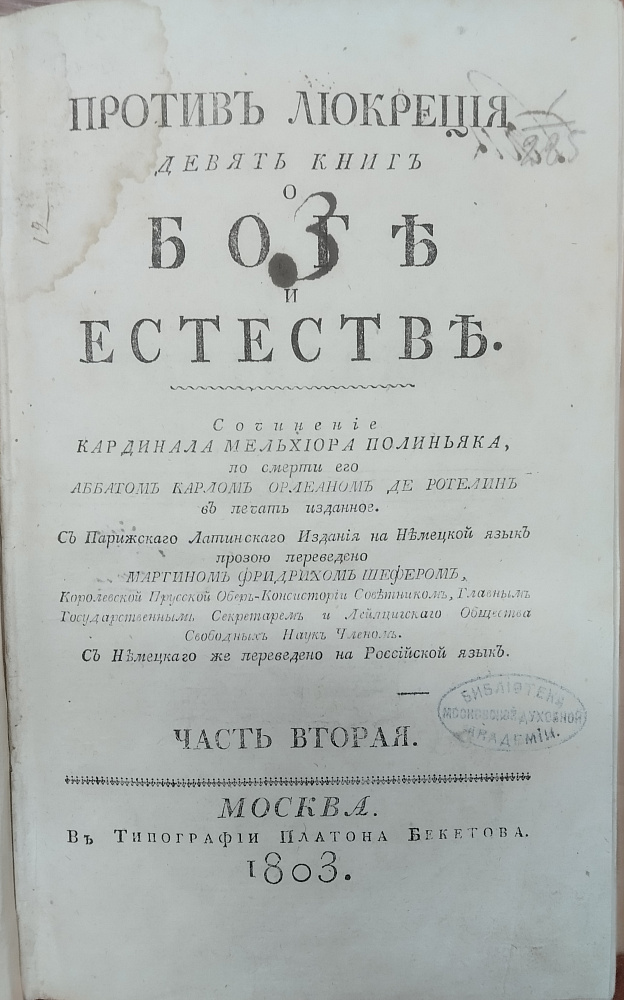 ПРОТИВЪ ЛЮКРЕЦІЯ
ДЕВЯТЬ КНИГЪ
О
БОГѢ
3
И
ЕСТЕСТВѢ.
12
Сочиненіе
КАРДИНАЛА МЕЛЬХІОРА ПОЛИНЬЯКА,
по смерти его
АББАТОМЪ КАРЛОМЪ ОРЛЕАНОМЪ ДЕ РОТЕЛИНЪ
въ печать изданное.
Съ Парижскаго Латинскаго Изданія на Нѣмецкой языкъ
прозою переведено
МАРТИНОМЪ ФРИДРИХОМЪ ШЕФЕРОМЪ,
Королевской Прусской Оберъ-Консисторіи Совѣтникомъ, Главнымъ
Государственнымъ Секретаремъ и Лейпцигскаго Общества
Свободныхъ Наукъ Членомъ.
Съ Нѣмецкаго же переведено на Россійской языкъ.
ЧАСТЬ ВТОРАЯ.
БИБЛІОТЕКА
МОСКОВСКОЙ ДУХОВНОЙ
АКАДЕМІИ.
МОСКВА.
Въ Типографіи Платона Бекетова.
1803.